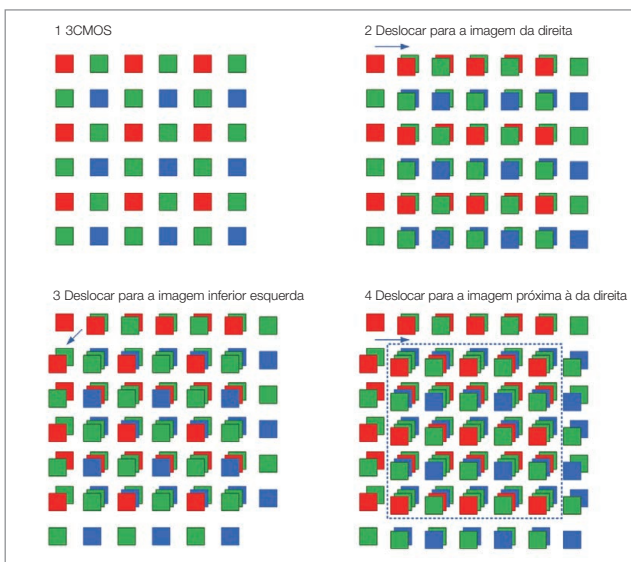 1 3CMOS
2 Deslocar para a imagem da direita
3 Deslocar para a imagem inferior esquerda
4 Deslocar para a imagem próxima à da direita